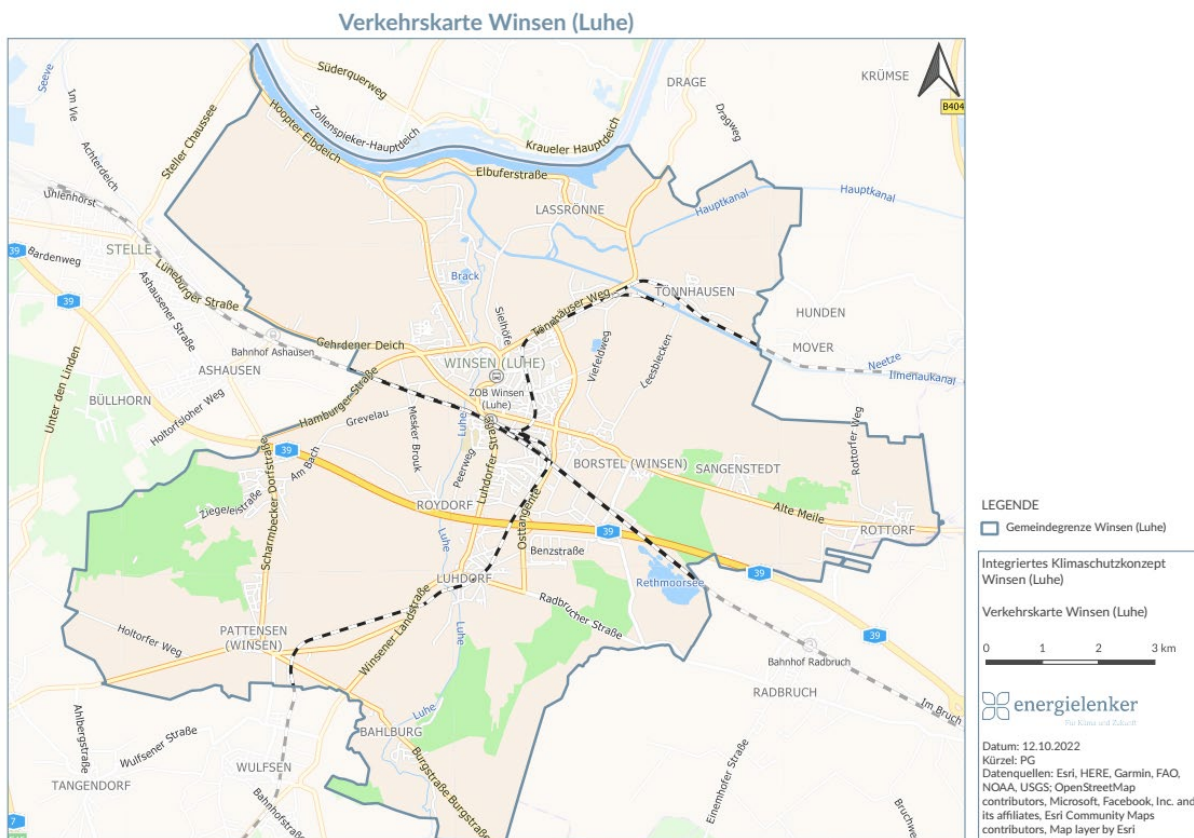 Verkehrskarte Winsen (Luhe)
Seeve
Süderquerweg
DRAGE
KRÜMSE
Im Vie
Steller Chaussee
Hoopter Elbdeich
Zollenspieker-Hauptdeich
Kraueler Hauptdeich
Dragweg
B404
Achterdeich
Elbuferstraße
Uhlenhorst
LASSRÖNNE
Hauptkanal
Hauptkanal
STELLE
39
Bardenweg
Lüneburger Straße
Brack
39
Ashausener Straße
TÖNNHAUSEN
Tönnhäuser Weg
Sielhöfe
HUNDEN
Gehrdener Deich
Viefeldweg
Leesblecken
MOVER
Bahnhof Ashausen
WINSEN (LUHE)
Neetze
Ilmenaukanal
ASHAUSEN
ZOB Winsen
(Luhe)
Unter den Linden
BÜLLHORN
Holtorfsloher Weg
Hamburger Straße
Grevelau
Mesker Brouk
Luhe
Luhdorfer Straße
Rottorfer Weg
39
Am Bach
Peerweg
BORSTEL (WINSEN)
SANGENSTEDT
Scharmbecker Dorfstraße
Ziegeleistraße
ROYDORF
Osttangente
Alte Meile
ROTTORF
39
Luhe
Benzstraße
LUHDORF
Rethmoorsee
39
Radbrucher Straße
39
PATTENSEN
(WINSEN)
Holtorfer Weg
Winsener Landstraße
Luhe
Bahnhof Radbruch
RADBRUCH
Im Bruch
Luhe
BAHLBURG
Ahlbergstraße
Wulfsener Straße
WULFSEN
TANGENDORF
Burgstraße
Burgstraße
Einemhofer Straße
Bahnhofstraße
7
LEGENDE
Gemeindegrenze Winsen (Luhe)
Integriertes Klimaschutzkonzept
Winsen (Luhe)
Verkehrskarte Winsen (Luhe)
0 1 2 3 km
energielenker
Für Klima und Zukunft
Datum: 12.10.2022
Kürzel: PG
Datenquellen: Esri, HERE, Garmin, FAO,
NOAA, USGS; OpenStreetMap
contributors, Microsoft, Facebook, Inc. and
its affiliates, Esri Community Maps
contributors, Map layer by Esri